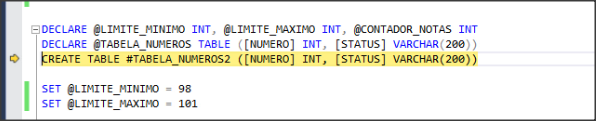 DECLARE @LIMITE_MINIMO INT, @LIMITE_MAXIMO INT, @CONTADOR_NOTAS INT
DECLARE @TABELA_NUMEROS TABLE ([NUMERO] INT, [STATUS] VARCHAR(200))
CREATE TABLE #TABELA_NUMEROS2 ([NUMERO] INT, [STATUS] VARCHAR(200))
SET @LIMITE_MINIMO = 98
SET @LIMITE_MAXIMO = 101